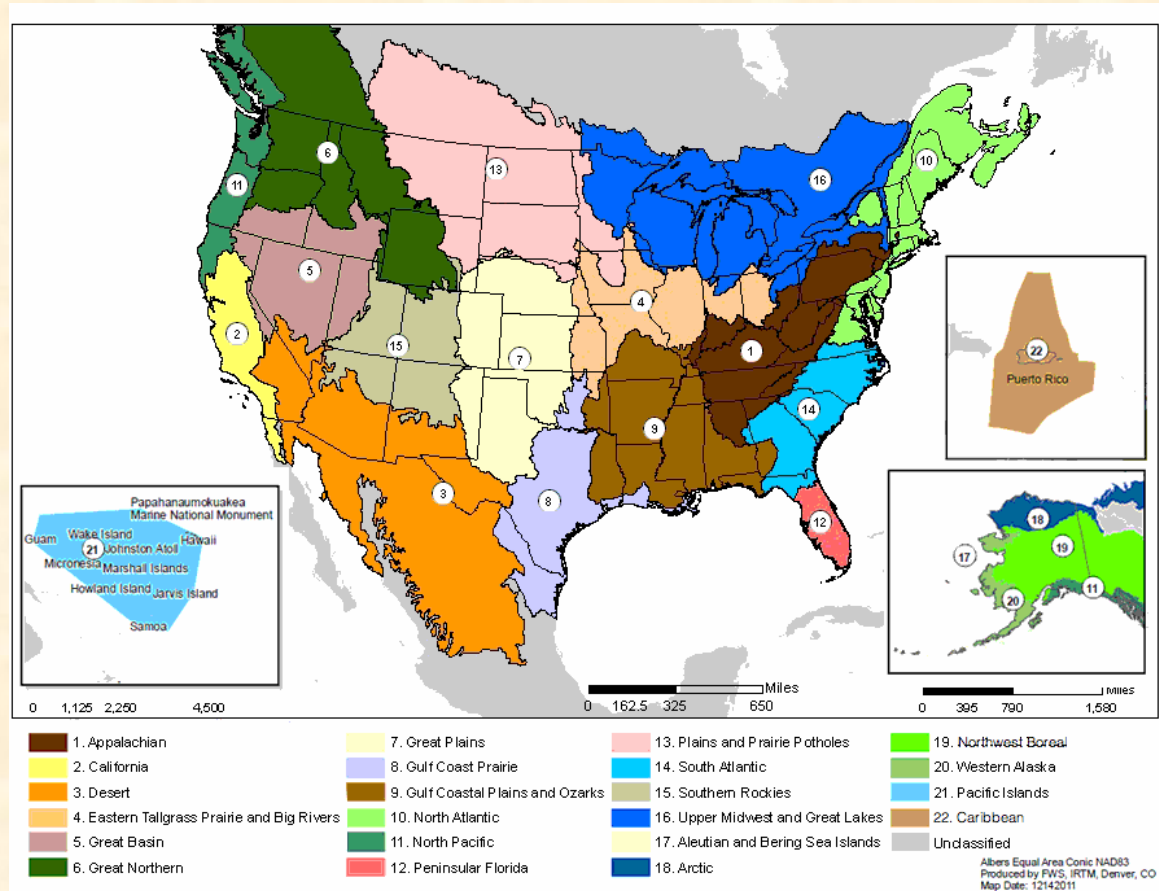 6
13
11
16
10
5
2
15
7
4
1
14
9
3
8
12
22
Puerto Rico
Papahanaumokuakea
Marine National Monument
Guam
Wake Island
Hawaii
21
Johnston Atoll
Micronesia
Marshall Islands
Howland Island
Jarvis Island
Samoa
18
17
19
20
11
0 1,125 2,250 4,500
Miles
0 162.5 325 650
Miles
0 395 790 1,580
1. Appalachian
2. California
3. Desert
4. Eastern Tallgrass Prairie and Big Rivers
5. Great Basin
6. Great Northern
7. Great Plains
8. Gulf Coast Prairie
9. Gulf Coastal Plains and Ozarks
10. North Atlantic
11. North Pacific
12. Peninsular Florida
13. Plains and Prairie Potholes
14. South Atlantic
15. Southern Rockies
16. Upper Midwest and Great Lakes
17. Aleutian and Bering Sea Islands
18. Arctic
19. Northwest Boreal
20. Western Alaska
21. Pacific Islands
22. Caribbean
Unclassified
Albers Equal Area Conic NAD83
Produced by FWS, IRTM, Denver, CO
Map Date: 12142011